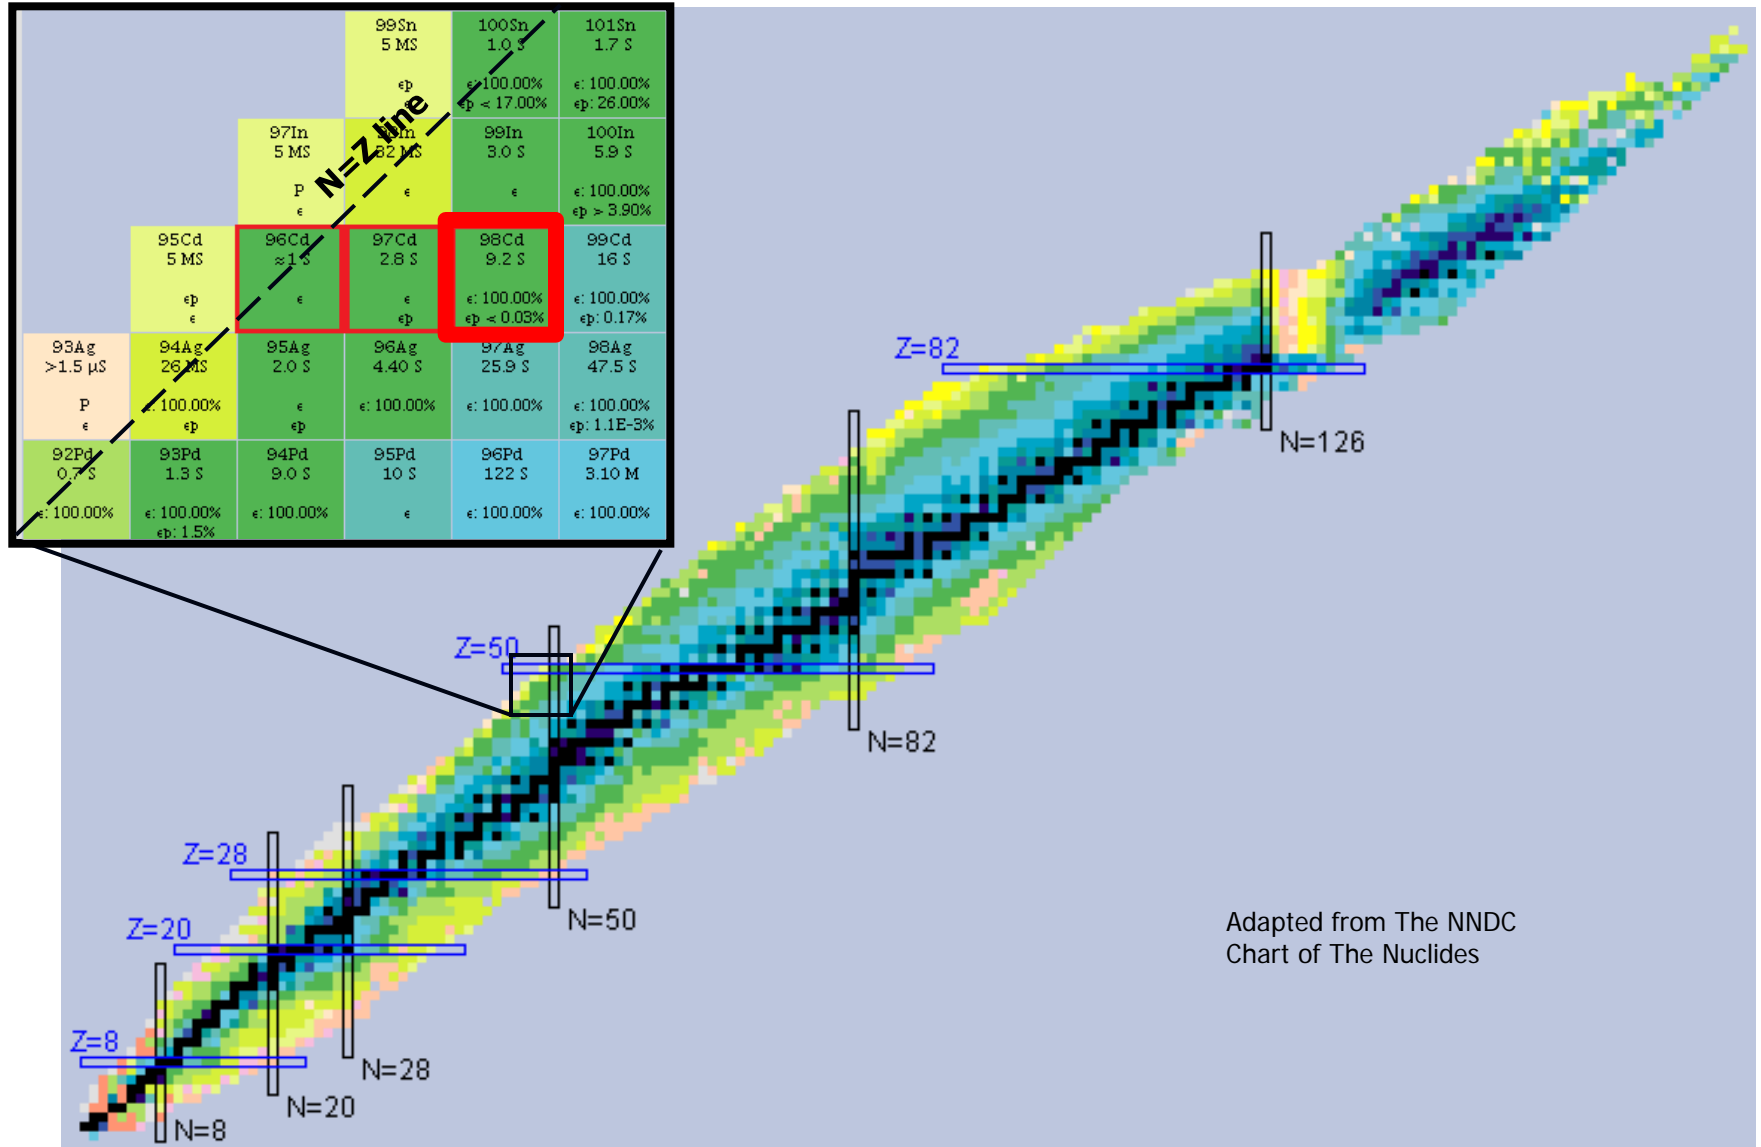 99Sn
5 MS
ϵp
100Sn
1.0 S
ϵ: 100.00%
ϵp < 17.00%
101Sn
1.7 S
ϵ: 100.00%
ϵp: 26.00%
97In
5 MS
P
ϵ
MS
ϵ
99In
3.0 S
ϵ
100In
5.9 S
ϵ: 100.00%
ϵp > 3.90%
N=Z line
95Cd
5 MS
ϵp
ϵ
96Cd
≈1 S
ϵ
97Cd
2.8 S
ϵ
ϵp
98Cd
9.2 S
ϵ: 100.00%
ϵp < 0.03%
99Cd
16 S
ϵ: 100.00%
ϵp: 0.17%
93Ag
>1.5 µS
P
ϵ
94Ag
26 MS
ϵ: 100.00%
ϵp
95Ag
2.0 S
ϵ
ϵp
96Ag
4.40 S
ϵ: 100.00%
97Ag
25.9 S
ϵ: 100.00%
98Ag
47.5 S
ϵ: 100.00%
ϵp: 1.1E-3%
92Pd
0.7 S
ϵ: 100.00%
93Pd
1.3 S
ϵ: 100.00%
ϵp: 1.5%
94Pd
9.0 S
ϵ: 100.00%
95Pd
10 S
ϵ
96Pd
122 S
ϵ: 100.00%
97Pd
3.10 M
ϵ: 100.00%
Z=82
N=126
Z=50
N=82
Z=28
N=50
Z=20
N=28
Z=8
N=20
N=8
Adapted from The NNDC
Chart of The Nuclides